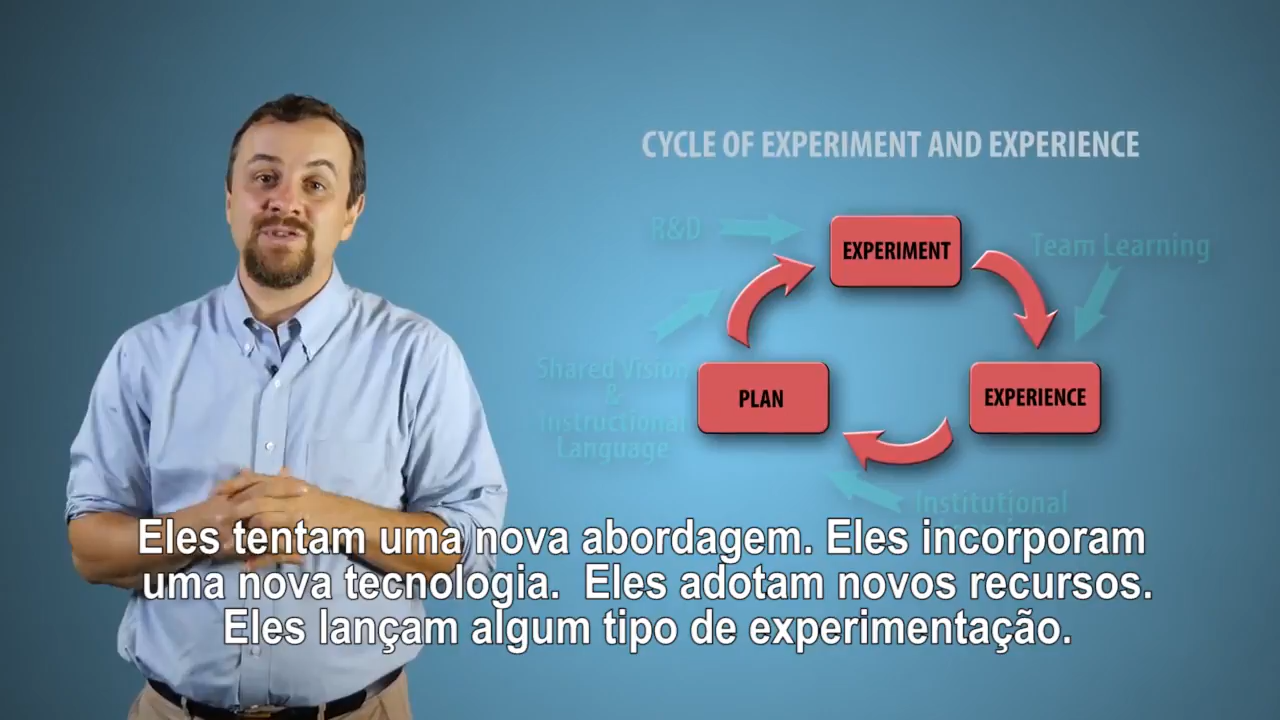 CYCLE OF EXPERIMENT AND EXPERIENCE
R&D
EXPERIMENT
Team Learning
Shared Vision
&
Instructional
Language
PLAN
EXPERIENCE
Institutional
Eles tentam uma nova abordagem. Eles incorporam
uma nova tecnologia. Eles adotam novos recursos.
Eles lançam algum tipo de experimentação.